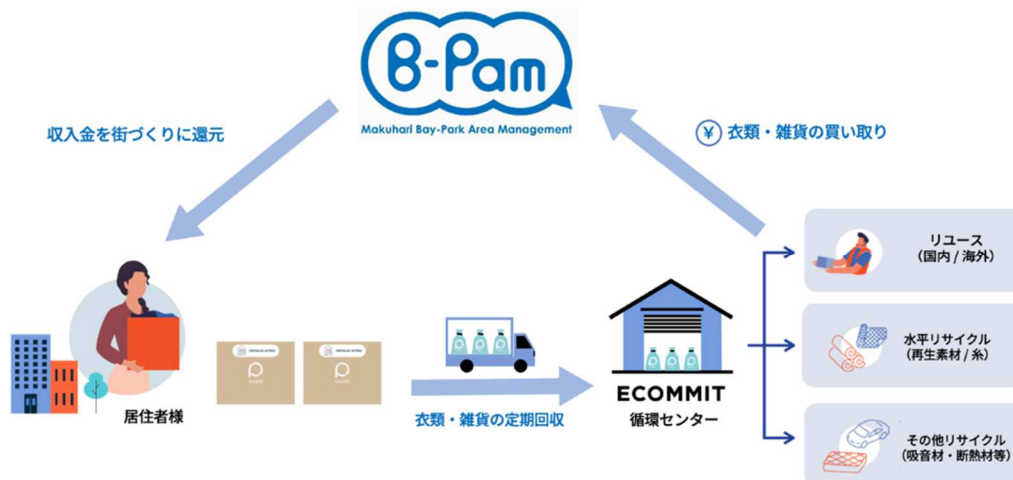 B-Pam
Makuhari Bay-Park Area Management
収入金を街づくりに還元
¥ 衣類・雑貨の買い取り
リユース
(国内 / 海外)
水平リサイクル
(再生素材 / 糸)
その他リサイクル
(吸音材・断熱材等)
居住者様
衣類・雑貨の定期回収
ECOMMIT
循環センター